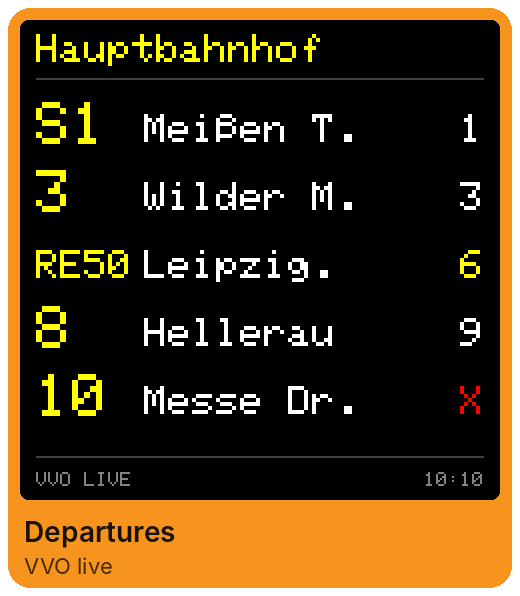 Hauptbahnhof
S1 Meißen T. 1
3 Wilder M. 3
RE50 Leipzig. 6
8 Hellerau 9
10 Messe Dr. X
VVO LIVE 10:10
Departures
VVO live